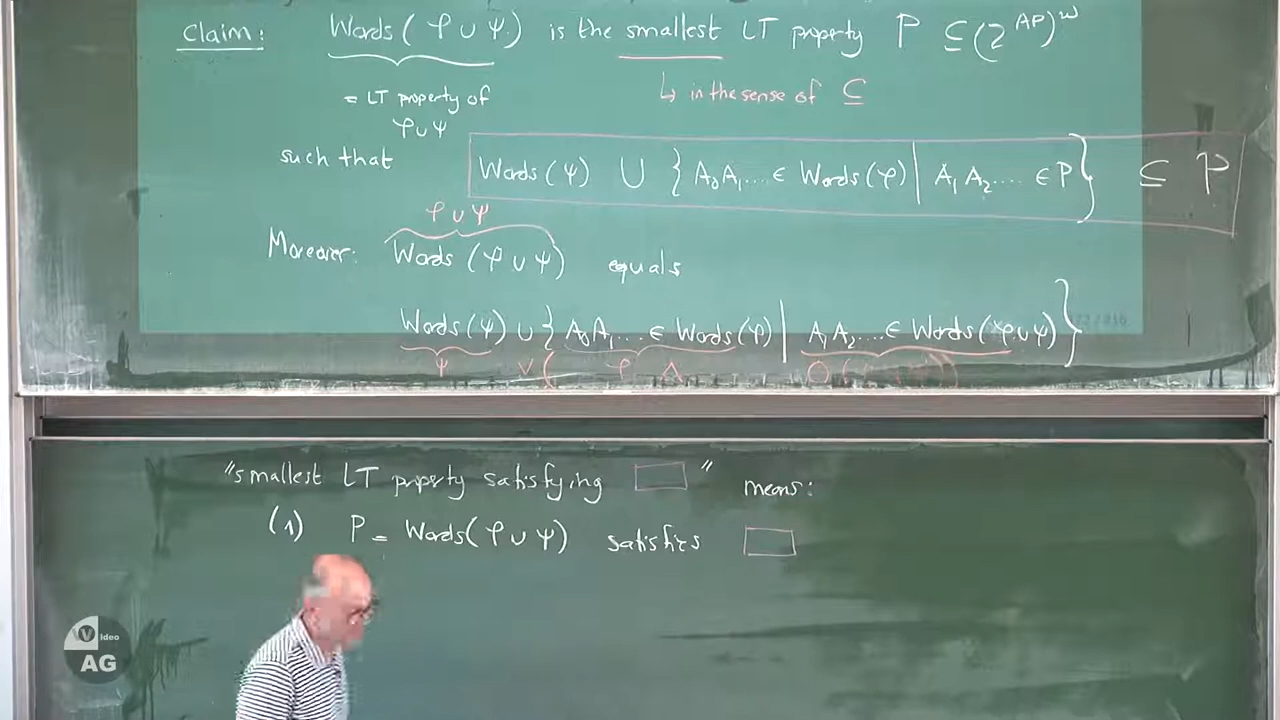 Claim: Words(φ ∪ ψ) is the smallest LT property P ⊆ (2^AP)^ω
= LT property of φ ∪ ψ
↳ in the sense of ⊆
such that Words(ψ) ∪ { A₀A₁.... ∈ Words(φ) | A₁A₂.... ∈ P } ⊆ P
φ ∪ ψ
Moreover: Words (φ ∪ ψ) equals
Words(ψ) ∪ { A₀A₁.... ∈ Words(φ) | A₁A₂.... ∈ Words(φ ∪ ψ) }
ψ ∨ ( φ ∧ ○(
"smallest LT property satisfying □" means:
(1) P = Words(φ ∪ ψ) satisfies □
Video
AG